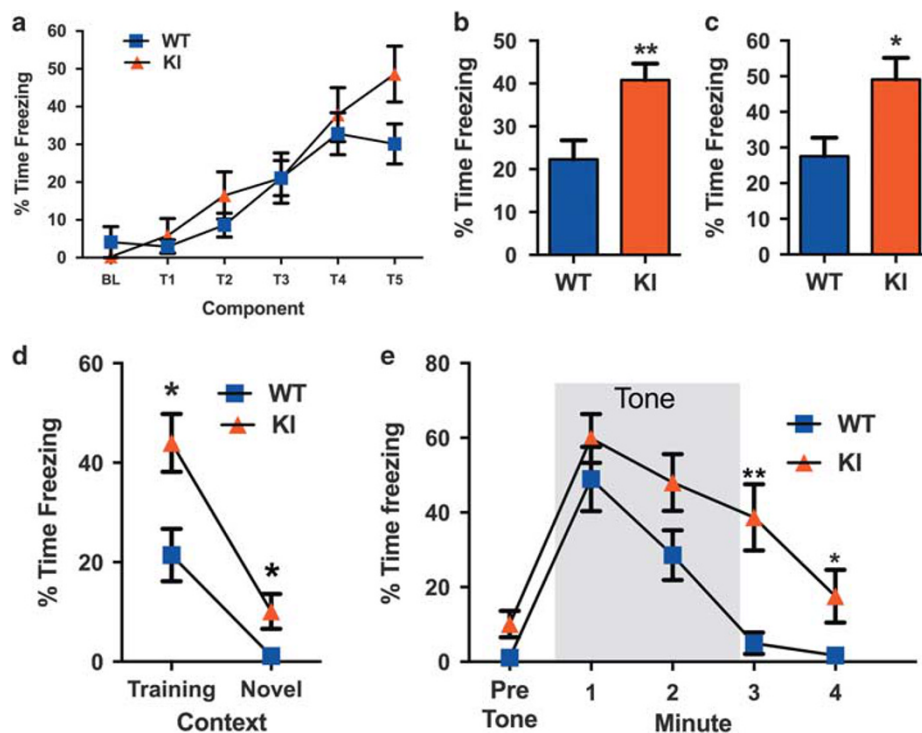 a
% Time Freezing
60
50
40
30
20
10
0
WT
KI
BL T1 T2 T3 T4 T5
Component
b
% Time Freezing
50
40
30
20
10
0
**
WT KI
c
% Time Freezing
60
50
40
30
20
10
0
*
WT KI
d
% Time Freezing
60
40
20
0
*
*
WT
KI
Training Novel
Context
e
% Time freezing
80
60
40
20
0
Tone
WT
KI
**
*
Pre 1 2 3 4
Tone Minute